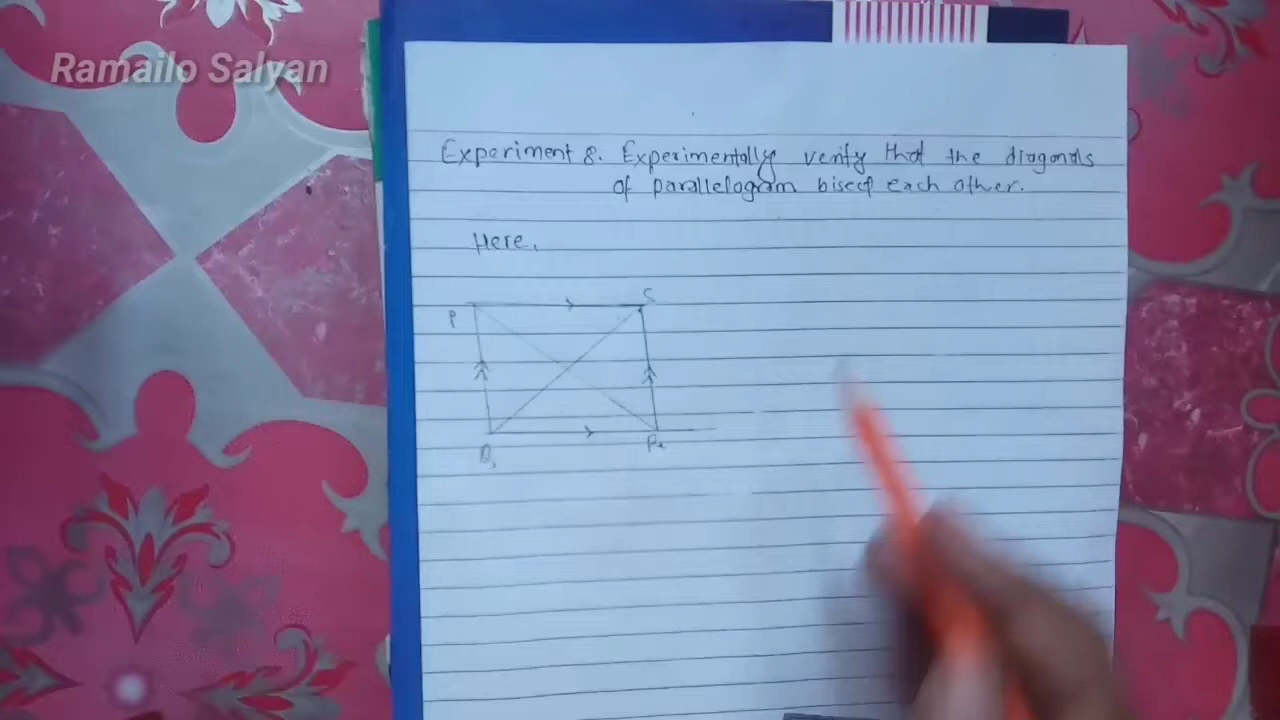 Ramailo Salyan
Experiment 8. Experimentally verify that the diagonals
of parallelogram bisect each other.
Here,
S
P
Q
R